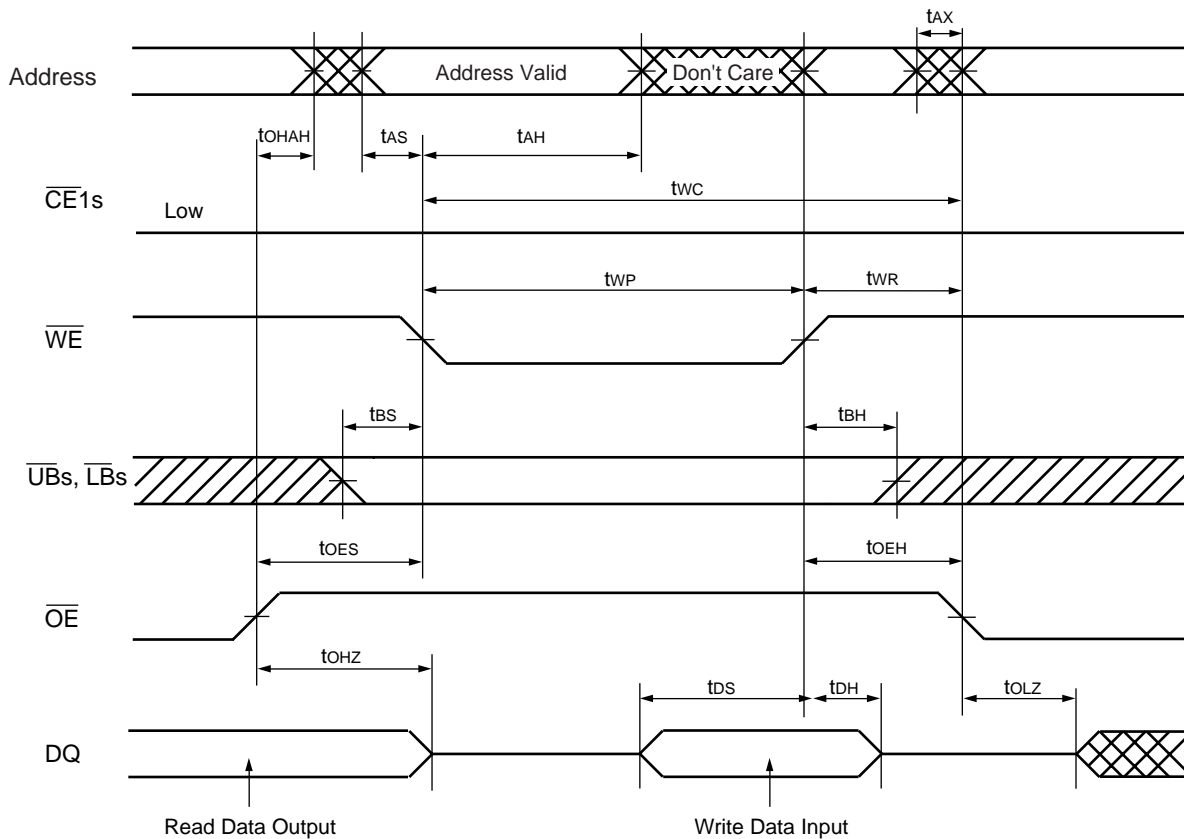 tAX
Address
Address Valid
Don't Care
tOHAH
tAS
tAH
CE1s
tWC
Low
tWP
tWR
WE
tBS
tBH
UBs, LBs
tOES
tOEH
OE
tOHZ
tDS
tDH
tOLZ
DQ
Read Data Output
Write Data Input